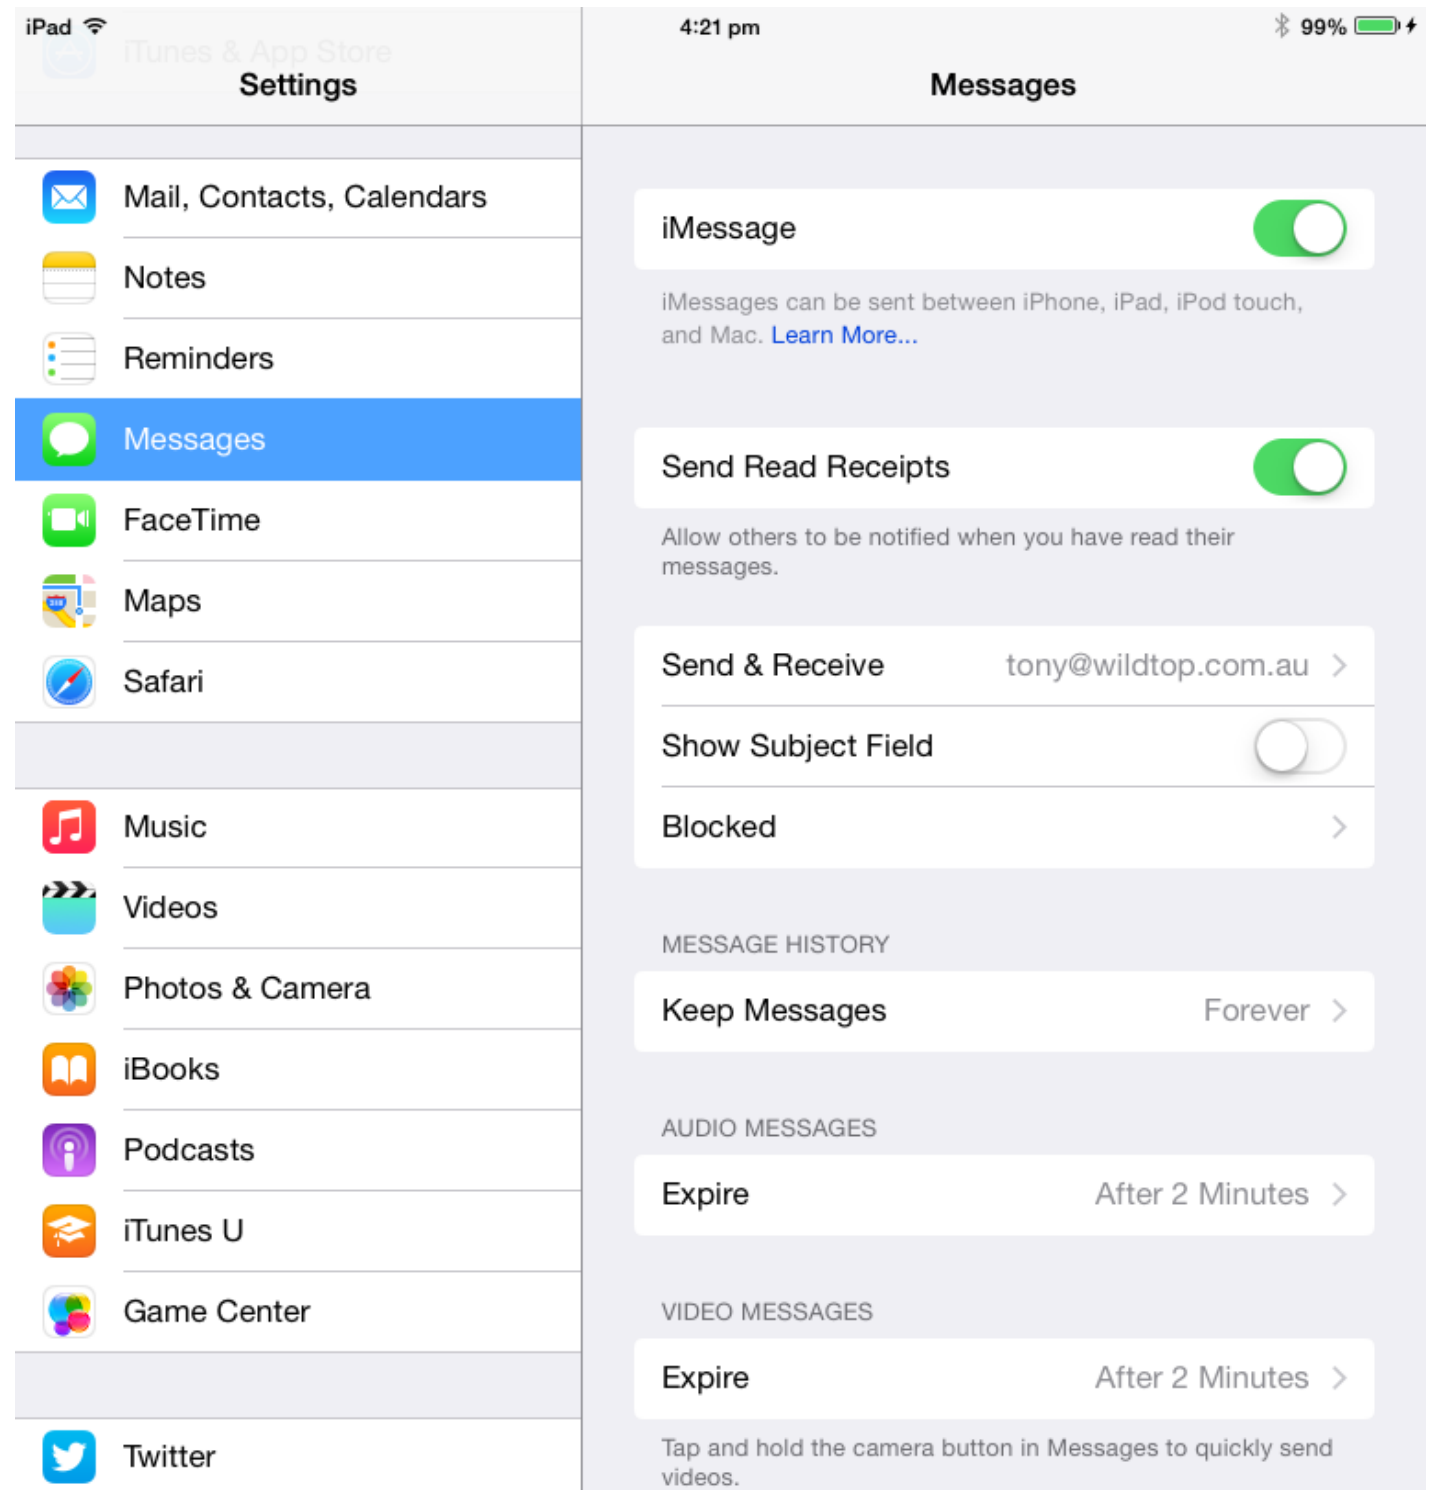 iPad
4:21 pm
99%
iTunes & App Store
Settings
Messages
Mail, Contacts, Calendars
Notes
Reminders
Messages
FaceTime
Maps
Safari
Music
Videos
Photos & Camera
iBooks
Podcasts
iTunes U
Game Center
Twitter
iMessage
iMessages can be sent between iPhone, iPad, iPod touch,
and Mac. Learn More...
Send Read Receipts
Allow others to be notified when you have read their
messages.
Send & Receive tony@wildtop.com.au
Show Subject Field
Blocked
MESSAGE HISTORY
Keep Messages Forever
AUDIO MESSAGES
Expire After 2 Minutes
VIDEO MESSAGES
Expire After 2 Minutes
Tap and hold the camera button in Messages to quickly send
videos.